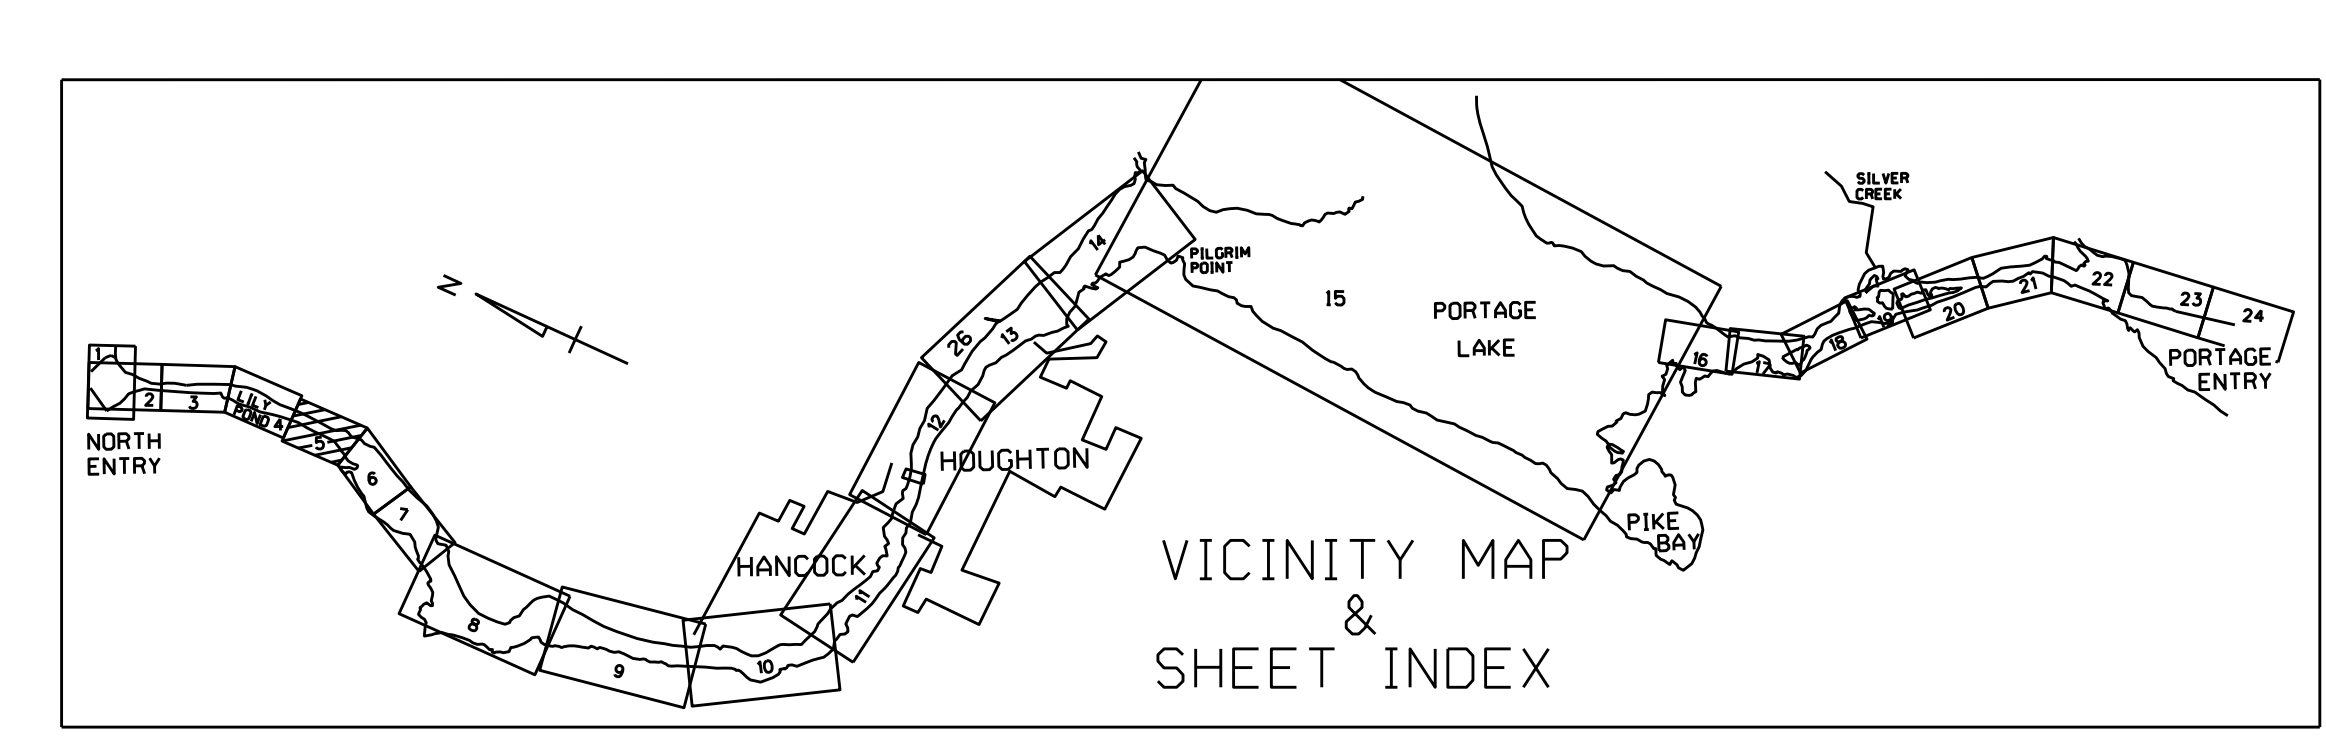 SILVER
CREEK
PILGRIM
POINT
N
14
26
13
12
15
PORTAGE
LAKE
16
17
18
19
20
21
22
23
24
PORTAGE
ENTRY
1
2
3
LILY
POND 4
5
NORTH
ENTRY
6
7
8
9
10
11
HANCOCK
HOUGHTON
PIKE
BAY
VICINITY MAP
&
SHEET INDEX